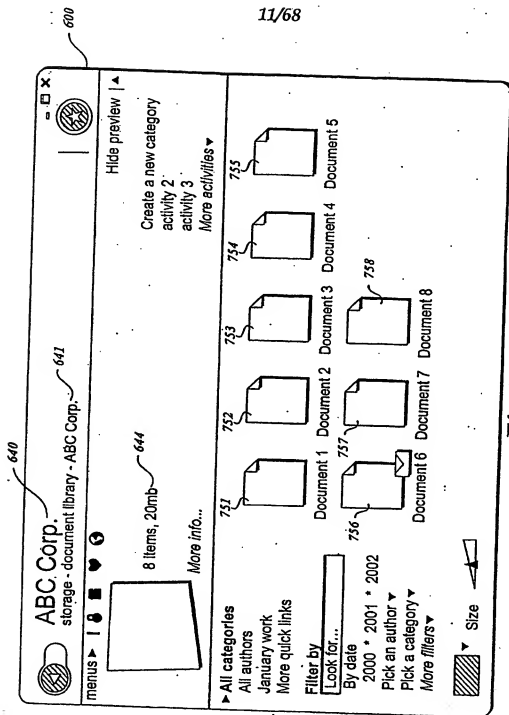 11/68
600
640
ABC Corp.
641
storage - document library - ABC Corp.
menus
Hide preview
8 items, 20mb
644
More info...
Create a new category
activity 2
activity 3
More activities
All categories
All authors
January work
More quick links
Filter by
Look for...
By date
2000 * 2001 * 2002
Pick an author
Pick a category
More filters
Size
751
752
753
754
755
Document 1
Document 2
Document 3
Document 4
Document 5
756
757
758
Document 6
Document 7
Document 8